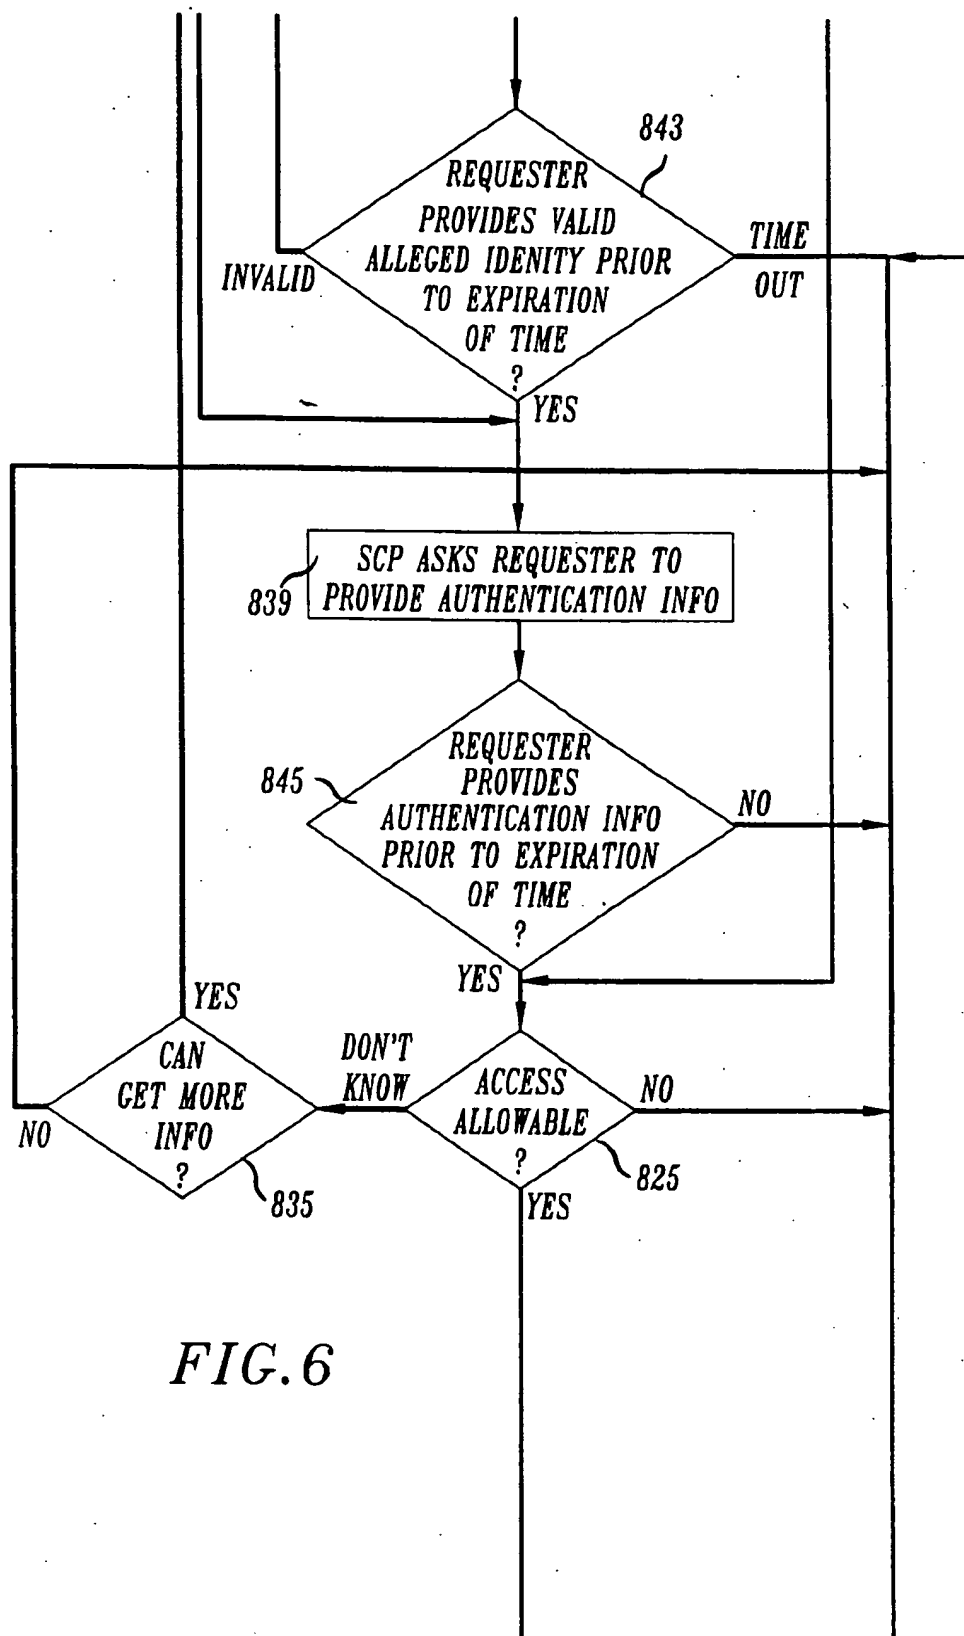 843
REQUESTER
PROVIDES VALID
ALLEGED IDENITY PRIOR
TO EXPIRATION
OF TIME
?
INVALID
TIME
OUT
YES
839
SCP ASKS REQUESTER TO
PROVIDE AUTHENTICATION INFO
845
REQUESTER
PROVIDES
AUTHENTICATION INFO
PRIOR TO EXPIRATION
OF TIME
?
NO
YES
YES
CAN
GET MORE
INFO
?
NO
835
DON'T
KNOW
ACCESS
ALLOWABLE
?
NO
825
YES
FIG. 6